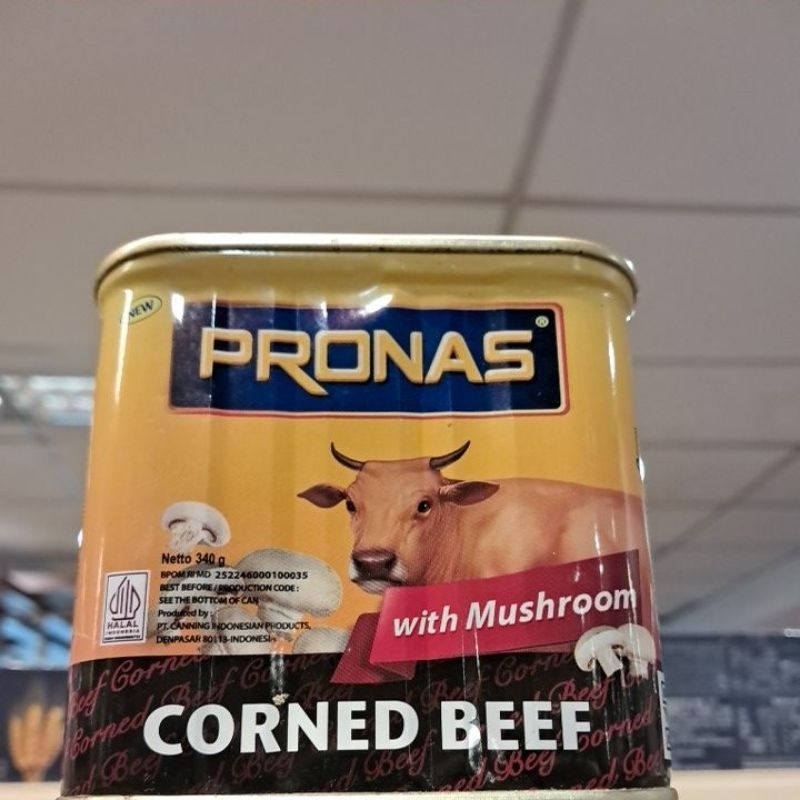 NEW
PRONAS®
Netto 340 g
BPOM RI MD 252246000100035
BEST BEFORE / PRODUCTION CODE :
SEE THE BOTTOM OF CAN
Produced by :
PT. CANNING INDONESIAN PRODUCTS,
DENPASAR 80113-INDONESIA
HALAL
INDONESIA
with Mushroom
CORNED BEEF